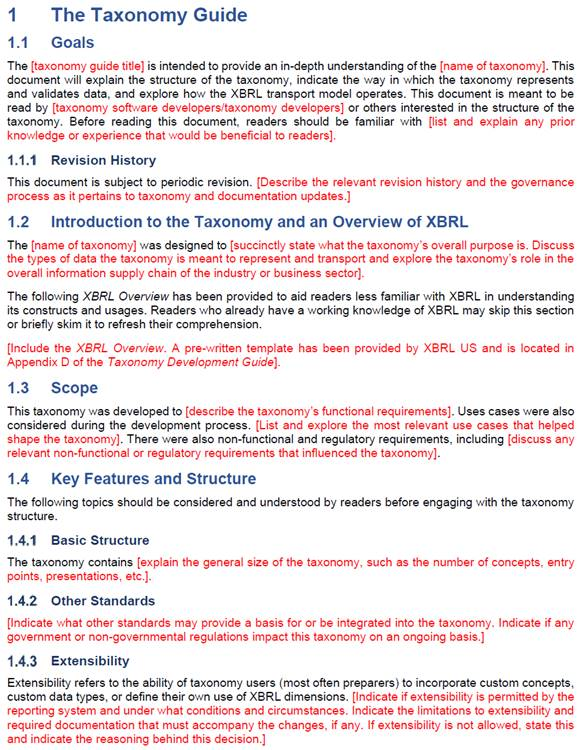 1 The Taxonomy Guide
1.1 Goals
The [taxonomy guide title] is intended to provide an in-depth understanding of the [name of taxonomy]. This
document will explain the structure of the taxonomy, indicate the way in which the taxonomy represents
and validates data, and explore how the XBRL transport model operates. This document is meant to be
read by [taxonomy software developers/taxonomy developers] or others interested in the structure of the
taxonomy. Before reading this document, readers should be familiar with [list and explain any prior
knowledge or experience that would be beneficial to readers].
1.1.1 Revision History
This document is subject to periodic revision. [Describe the relevant revision history and the governance
process as it pertains to taxonomy and documentation updates.]
1.2 Introduction to the Taxonomy and an Overview of XBRL
The [name of taxonomy] was designed to [succinctly state what the taxonomy's overall purpose is. Discuss
the types of data the taxonomy is meant to represent and transport and explore the taxonomy's role in the
overall information supply chain of the industry or business sector].
The following XBRL Overview has been provided to aid readers less familiar with XBRL in understanding
its constructs and usages. Readers who already have a working knowledge of XBRL may skip this section
or briefly skim it to refresh their comprehension.
[Include the XBRL Overview. A pre-written template has been provided by XBRL US and is located in
Appendix D of the Taxonomy Development Guide].
1.3 Scope
This taxonomy was developed to [describe the taxonomy's functional requirements]. Uses cases were also
considered during the development process. [List and explore the most relevant use cases that helped
shape the taxonomy]. There were also non-functional and regulatory requirements, including [discuss any
relevant non-functional or regulatory requirements that influenced the taxonomy].
1.4 Key Features and Structure
The following topics should be considered and understood by readers before engaging with the taxonomy
structure.
1.4.1 Basic Structure
The taxonomy contains [explain the general size of the taxonomy, such as the number of concepts, entry
points, presentations, etc.].
1.4.2 Other Standards
[Indicate what other standards may provide a basis for or be integrated into the taxonomy. Indicate if any
government or non-governmental regulations impact this taxonomy on an ongoing basis.]
1.4.3 Extensibility
Extensibility refers to the ability of taxonomy users (most often preparers) to incorporate custom concepts,
custom data types, or define their own use of XBRL dimensions. [Indicate if extensibility is permitted by the
reporting system and under what conditions and circumstances. Indicate the limitations to extensibility and
required documentation that must accompany the changes, if any. If extensibility is not allowed, state this
and indicate the reasoning behind this decision.]